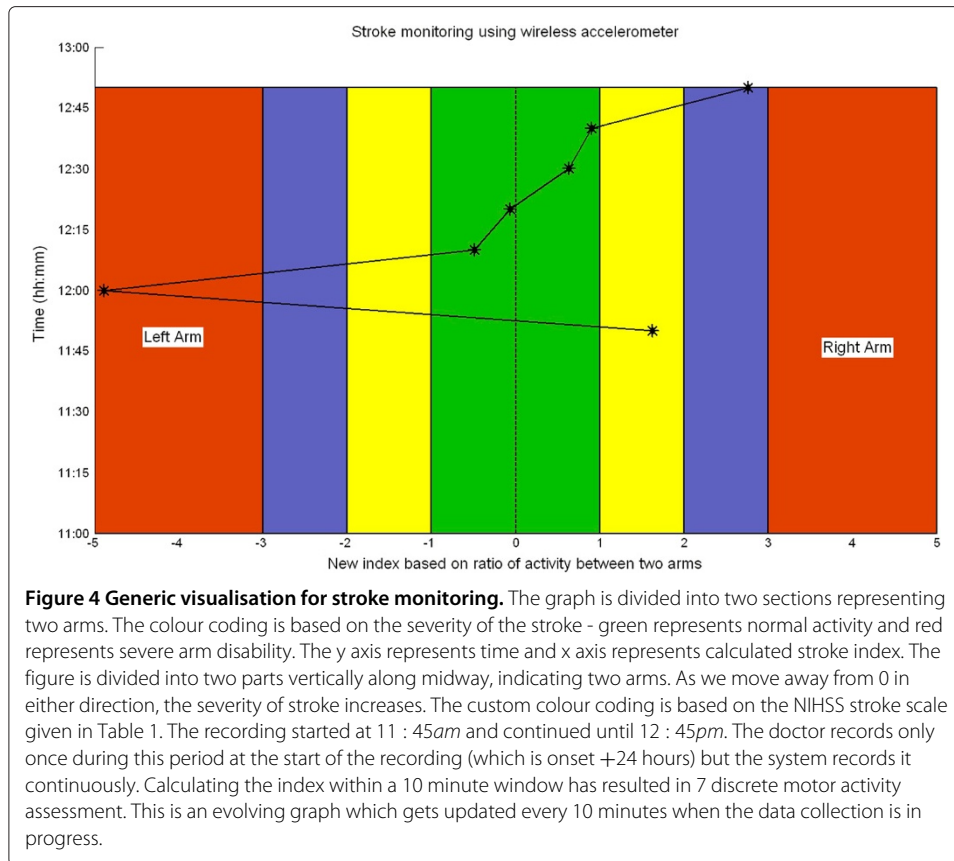 Stroke monitoring using wireless accelerometer
13:00
12:45
12:30
12:15
12:00
11:45
11:30
11:15
11:00
Time (hh:mm)
Left Arm
Right Arm
-5 -4 -3 -2 -1 0 1 2 3 4 5
New index based on ratio of activity between two arms
Figure 4 Generic visualisation for stroke monitoring. The graph is divided into two sections representing
two arms. The colour coding is based on the severity of the stroke - green represents normal activity and red
represents severe arm disability. The y axis represents time and x axis represents calculated stroke index. The
figure is divided into two parts vertically along midway, indicating two arms. As we move away from 0 in
either direction, the severity of stroke increases. The custom colour coding is based on the NIHSS stroke scale
given in Table 1. The recording started at 11 : 45am and continued until 12 : 45pm. The doctor records only
once during this period at the start of the recording (which is onset +24 hours) but the system records it
continuously. Calculating the index within a 10 minute window has resulted in 7 discrete motor activity
assessment. This is an evolving graph which gets updated every 10 minutes when the data collection is in
progress.